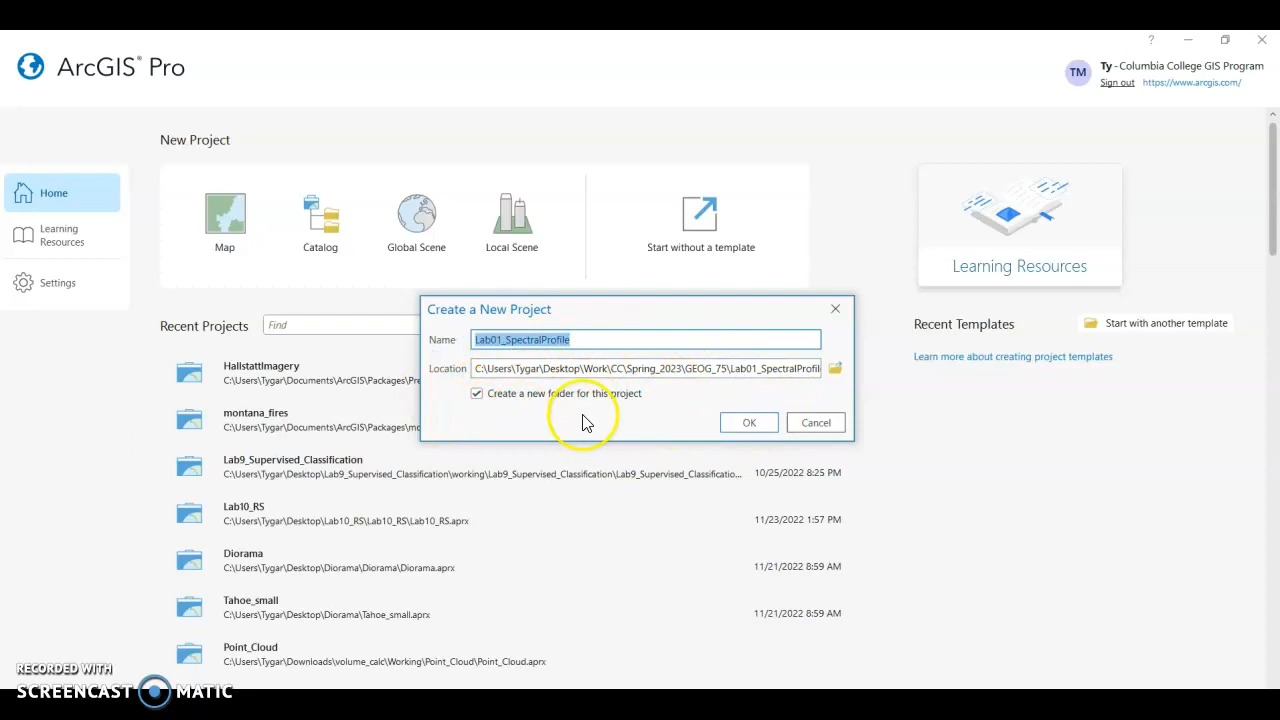 ArcGIS® Pro
?
TM
Ty - Columbia College GIS Program
Sign out https://www.arcgis.com/
New Project
Home
Learning
Resources
Settings
Map
Catalog
Global Scene
Local Scene
Start without a template
Learning Resources
Recent Projects
Find
Recent Templates
Start with another template
Learn more about creating project templates
Create a New Project
Name Lab01_SpectralProfile
Location C:\Users\Tygar\Desktop\Work\CC\Spring_2023\GEOG_75\Lab01_SpectralProfil
Create a new folder for this project
OK
Cancel
HallstattImagery
C:\Users\Tygar\Documents\ArcGIS\Packages\Pre
montana_fires
C:\Users\Tygar\Documents\ArcGIS\Packages\mo
Lab9_Supervised_Classification
C:\Users\Tygar\Desktop\Lab9_Supervised_Classification\working\Lab9_Supervised_Classification\Lab9_Supervised_Classificatio... 10/25/2022 8:25 PM
Lab10_RS
C:\Users\Tygar\Desktop\Lab10_RS\Lab10_RS\Lab10_RS.aprx 11/23/2022 1:57 PM
Diorama
C:\Users\Tygar\Desktop\Diorama\Diorama\Diorama.aprx 11/21/2022 8:59 AM
Tahoe_small
C:\Users\Tygar\Desktop\Diorama\Tahoe_small.aprx 11/21/2022 8:59 AM
Point_Cloud
C:\Users\Tygar\Downloads\volume_calc\Working\Point_Cloud\Point_Cloud.aprx
RECORDED WITH
SCREENCAST MATIC